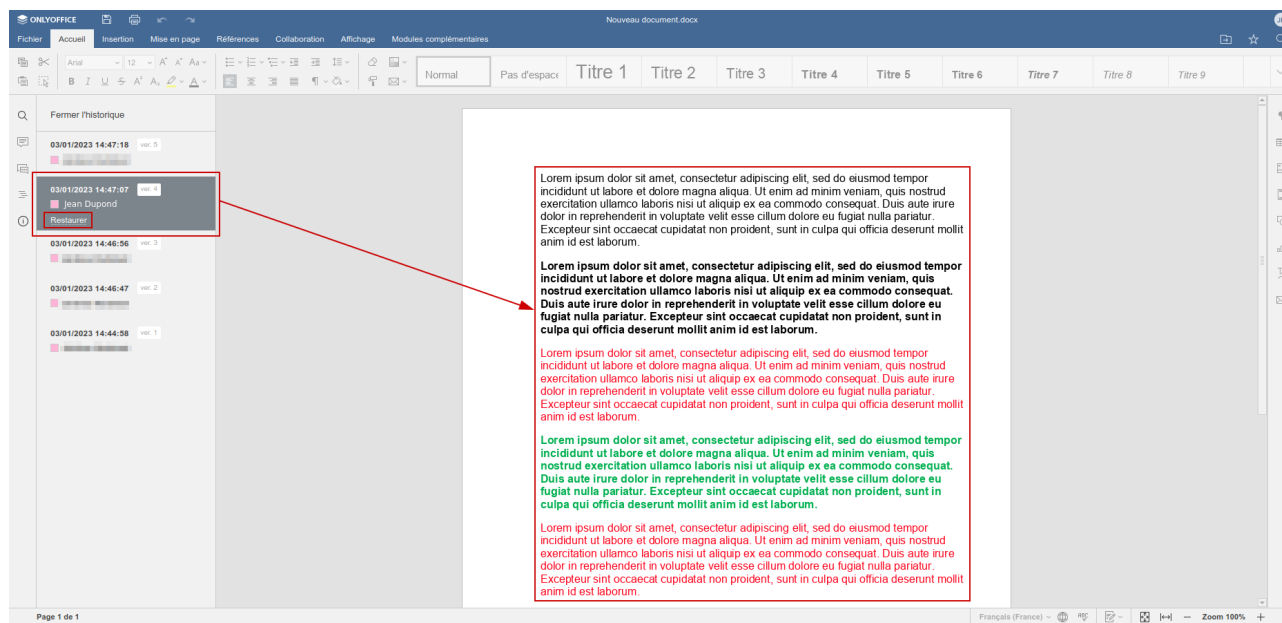 ONLYOFFICE
Nouveau document.docx
Fichier Accueil Insertion Mise en page Références Collaboration Affichage Modules complémentaires
Arial 12
Normal Pas d'espace Titre 1 Titre 2 Titre 3 Titre 4 Titre 5 Titre 6 Titre 7 Titre 8 Titre 9
Fermer l'historique
03/01/2023 14:47:18 ver. 5
03/01/2023 14:47:07 ver. 4
Jean Dupond
Restaurer
03/01/2023 14:46:56 ver. 3
03/01/2023 14:46:47 ver. 2
03/01/2023 14:44:58 ver. 1
Lorem ipsum dolor sit amet, consectetur adipiscing elit, sed do eiusmod tempor
incididunt ut labore et dolore magna aliqua. Ut enim ad minim veniam, quis nostrud
exercitation ullamco laboris nisi ut aliquip ex ea commodo consequat. Duis aute irure
dolor in reprehenderit in voluptate velit esse cillum dolore eu fugiat nulla pariatur.
Excepteur sint occaecat cupidatat non proident, sunt in culpa qui officia deserunt mollit
anim id est laborum.
Lorem ipsum dolor sit amet, consectetur adipiscing elit, sed do eiusmod tempor
incididunt ut labore et dolore magna aliqua. Ut enim ad minim veniam, quis
nostrud exercitation ullamco laboris nisi ut aliquip ex ea commodo consequat.
Duis aute irure dolor in reprehenderit in voluptate velit esse cillum dolore eu
fugiat nulla pariatur. Excepteur sint occaecat cupidatat non proident, sunt in
culpa qui officia deserunt mollit anim id est laborum.
Lorem ipsum dolor sit amet, consectetur adipiscing elit, sed do eiusmod tempor
incididunt ut labore et dolore magna aliqua. Ut enim ad minim veniam, quis nostrud
exercitation ullamco laboris nisi ut aliquip ex ea commodo consequat. Duis aute irure
dolor in reprehenderit in voluptate velit esse cillum dolore eu fugiat nulla pariatur.
Excepteur sint occaecat cupidatat non proident, sunt in culpa qui officia deserunt mollit
anim id est laborum.
Lorem ipsum dolor sit amet, consectetur adipiscing elit, sed do eiusmod tempor
incididunt ut labore et dolore magna aliqua. Ut enim ad minim veniam, quis
nostrud exercitation ullamco laboris nisi ut aliquip ex ea commodo consequat.
Duis aute irure dolor in reprehenderit in voluptate velit esse cillum dolore eu
fugiat nulla pariatur. Excepteur sint occaecat cupidatat non proident, sunt in
culpa qui officia deserunt mollit anim id est laborum.
Lorem ipsum dolor sit amet, consectetur adipiscing elit, sed do eiusmod tempor
incididunt ut labore et dolore magna aliqua. Ut enim ad minim veniam, quis nostrud
exercitation ullamco laboris nisi ut aliquip ex ea commodo consequat. Duis aute irure
dolor in reprehenderit in voluptate velit esse cillum dolore eu fugiat nulla pariatur.
Excepteur sint occaecat cupidatat non proident, sunt in culpa qui officia deserunt mollit
anim id est laborum.
Page 1 de 1
Français (France) Zoom 100%